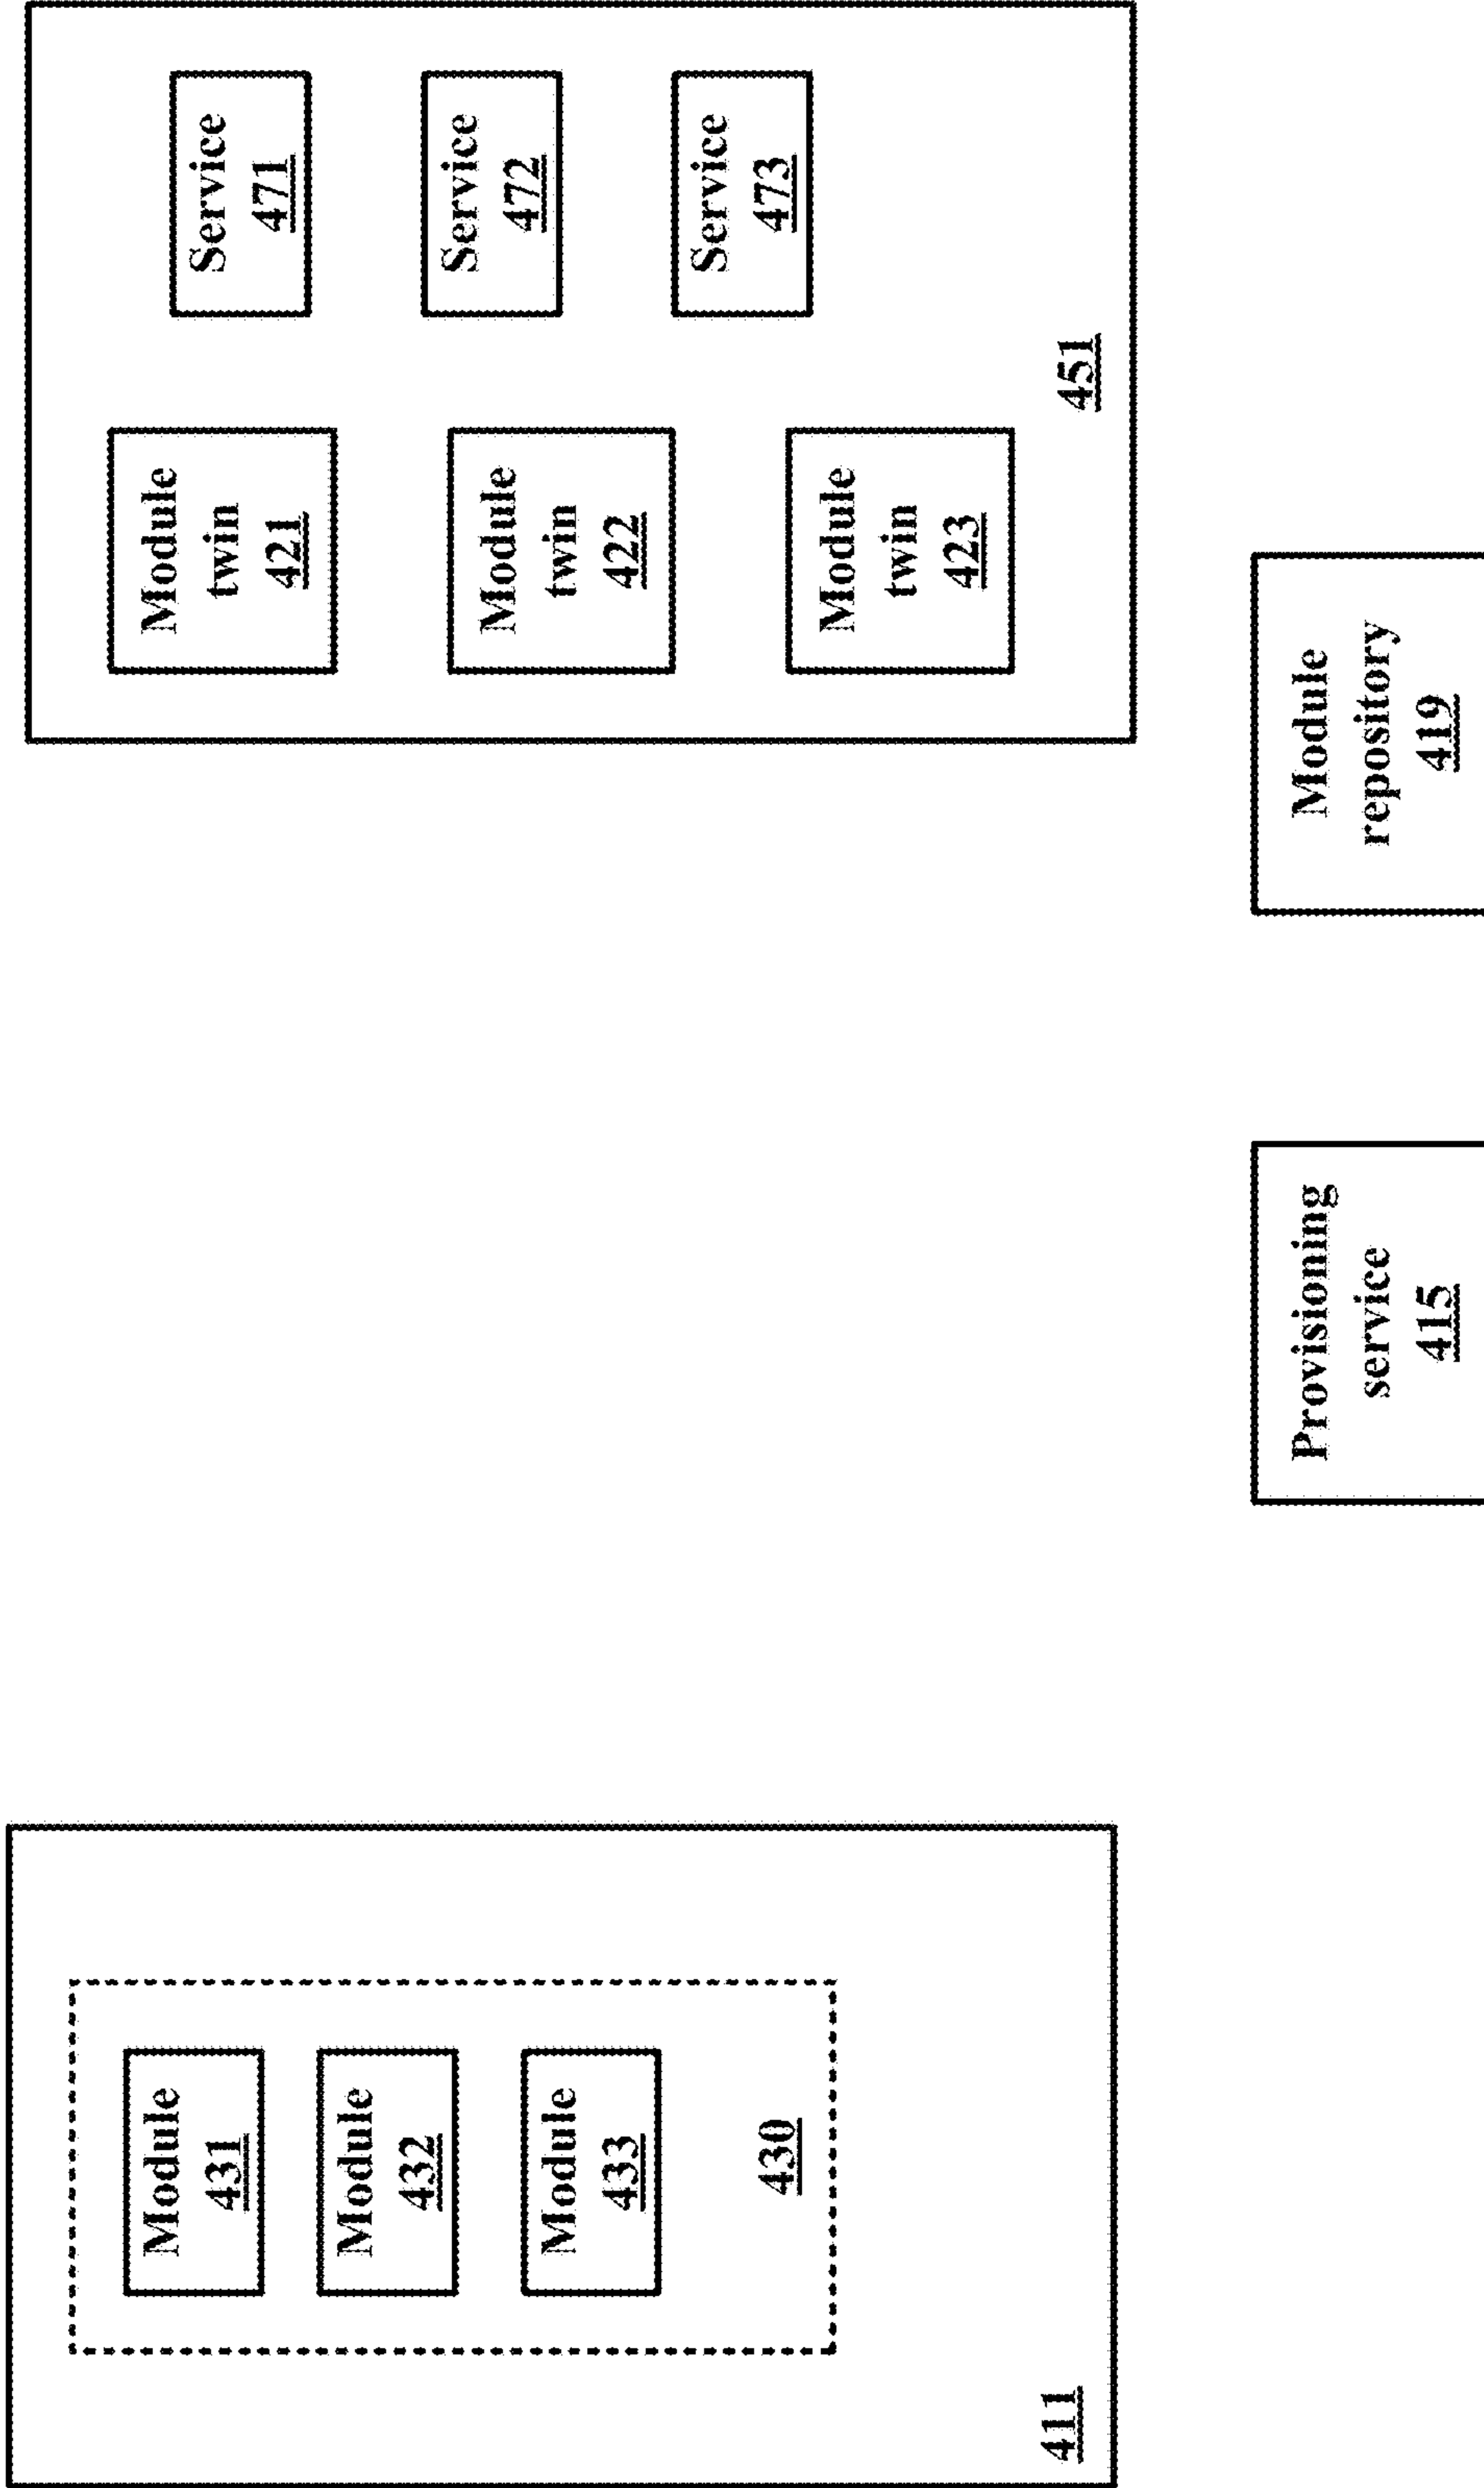 Module
431
Module
432
Module
433
430
411
Module
twin
421
Module
twin
422
Module
twin
423
Service
471
Service
472
Service
473
451
Provisioning
service
415
Module
repository
419